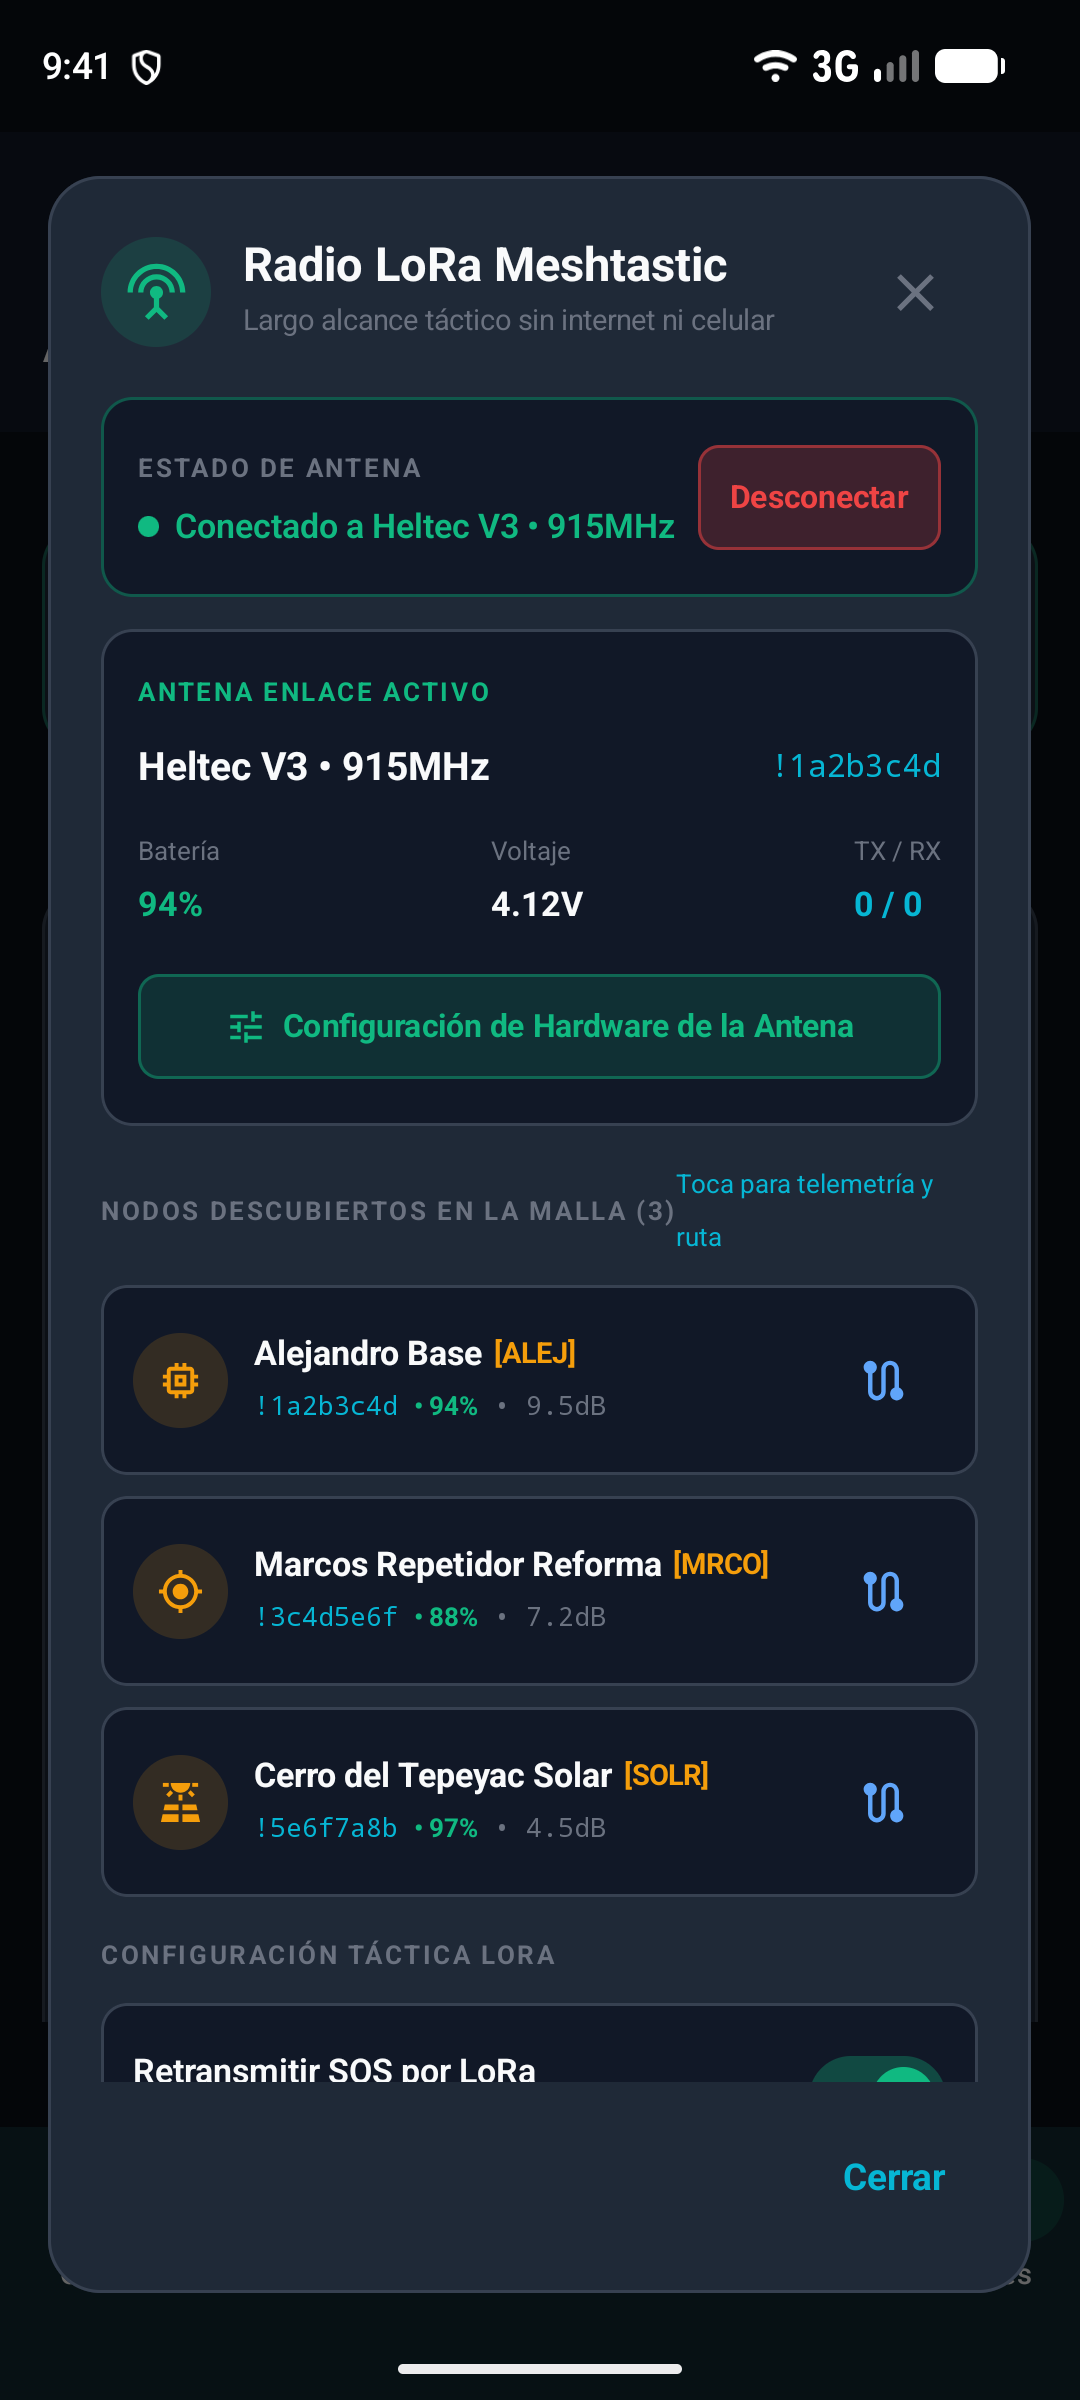 9:41
3G
Radio LoRa Meshtastic
Largo alcance táctico sin internet ni celular
ESTADO DE ANTENA
Conectado a Heltec V3 • 915MHz
Desconectar
ANTENA ENLACE ACTIVO
Heltec V3 • 915MHz
!1a2b3c4d
Batería
Voltaje
TX / RX
94%
4.12V
0 / 0
Configuración de Hardware de la Antena
NODOS DESCUBIERTOS EN LA MALLA (3)
Toca para telemetría y
ruta
Alejandro Base [ALEJ]
!1a2b3c4d • 94% • 9.5dB
Marcos Repetidor Reforma [MRCO]
!3c4d5e6f • 88% • 7.2dB
Cerro del Tepeyac Solar [SOLR]
!5e6f7a8b • 97% • 4.5dB
CONFIGURACIÓN TÁCTICA LORA
Retransmitir SOS por LoRa
Cerrar